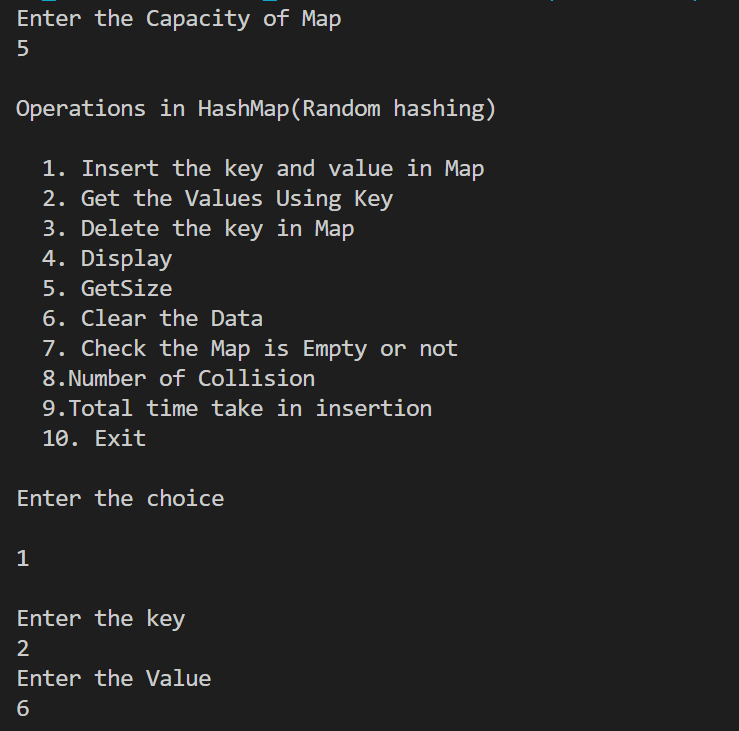 Enter the Capacity of Map
5
Operations in HashMap(Random hashing)
1. Insert the key and value in Map
2. Get the Values Using Key
3. Delete the key in Map
4. Display
5. GetSize
6. Clear the Data
7. Check the Map is Empty or not
8.Number of Collision
9.Total time take in insertion
10. Exit
Enter the choice
1
Enter the key
2
Enter the Value
6